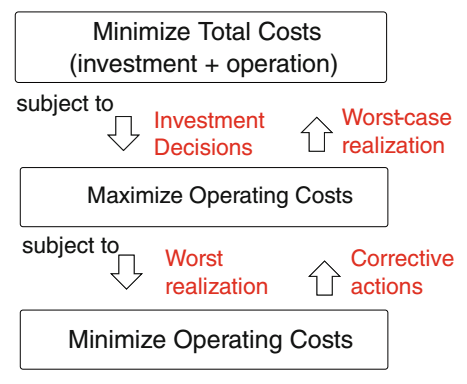 Minimize Total Costs
(investment + operation)
subject to
Investment
Decisions
Worst-case
realization
Maximize Operating Costs
subject to
Worst
realization
Corrective
actions
Minimize Operating Costs